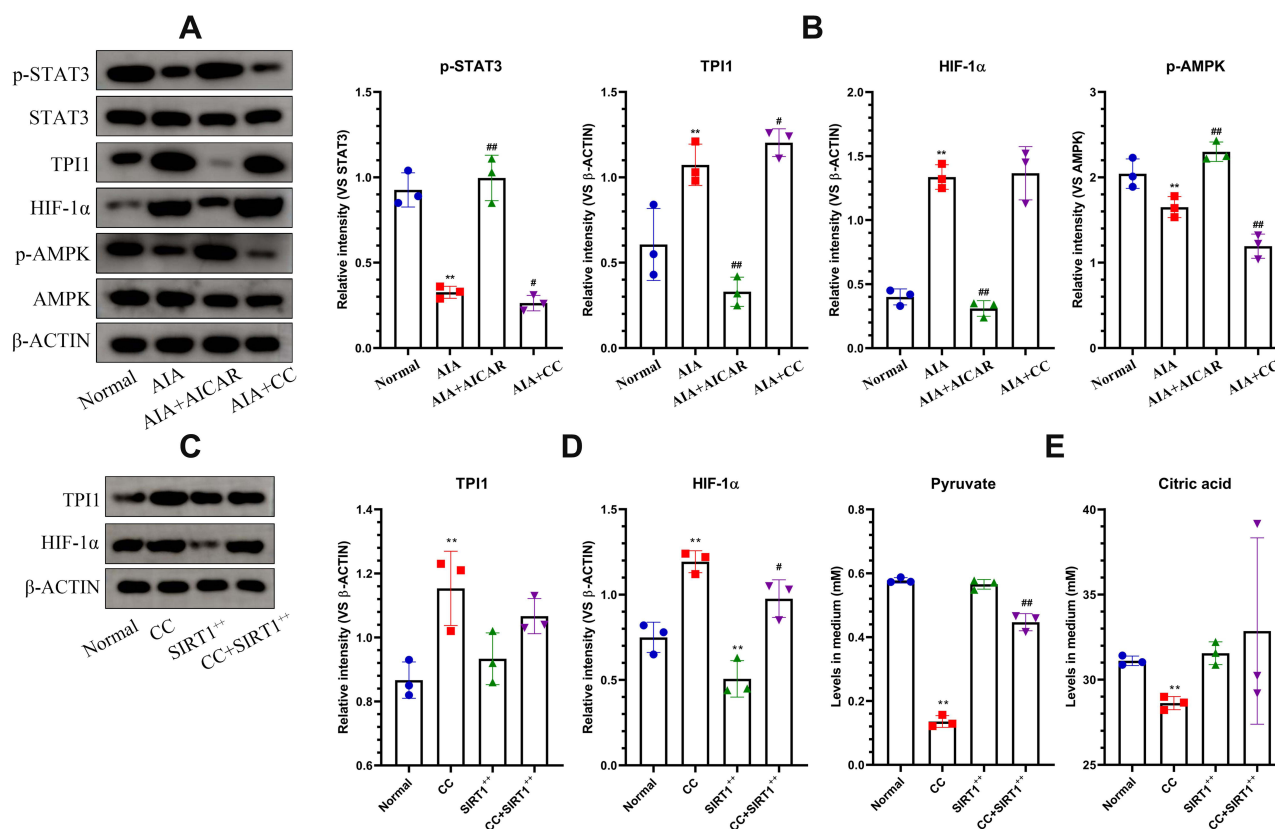 A
p-STAT3
STAT3
TPI1
HIF-1α
p-AMPK
AMPK
β-ACTIN
Normal
AIA
AIA+AICAR
AIA+CC
B
p-STAT3
Relative intensity (VS STAT3)
1.5
1.0
0.5
0.0
**
##
#
Normal
AIA
AIA+AICAR
AIA+CC
TPI1
Relative intensity (VS β-ACTIN)
1.5
1.0
0.5
0.0
**
##
#
Normal
AIA
AIA+AICAR
AIA+CC
HIF-1α
Relative intensity (VS β-ACTIN)
2.0
1.5
1.0
0.5
0.0
**
##
Normal
AIA
AIA+AICAR
AIA+CC
p-AMPK
Relative intensity (VS AMPK)
3
2
1
0
**
##
##
Normal
AIA
AIA+AICAR
AIA+CC
C
TPI1
HIF-1α
β-ACTIN
Normal
CC
SIRT1⁺⁺
CC+SIRT1⁺⁺
D
TPI1
Relative intensity (VS β-ACTIN)
1.4
1.2
1.0
0.8
0.6
**
Normal
CC
SIRT1⁺⁺
CC+SIRT1⁺⁺
HIF-1α
Relative intensity (VS β-ACTIN)
1.5
1.0
0.5
0.0
**
**
#
Normal
CC
SIRT1⁺⁺
CC+SIRT1⁺⁺
E
Pyruvate
Levels in medium (mM)
0.8
0.6
0.4
0.2
0.0
**
##
Normal
CC
SIRT1⁺⁺
CC+SIRT1⁺⁺
Citric acid
Levels in medium (mM)
40
35
30
25
**
Normal
CC
SIRT1⁺⁺
CC+SIRT1⁺⁺